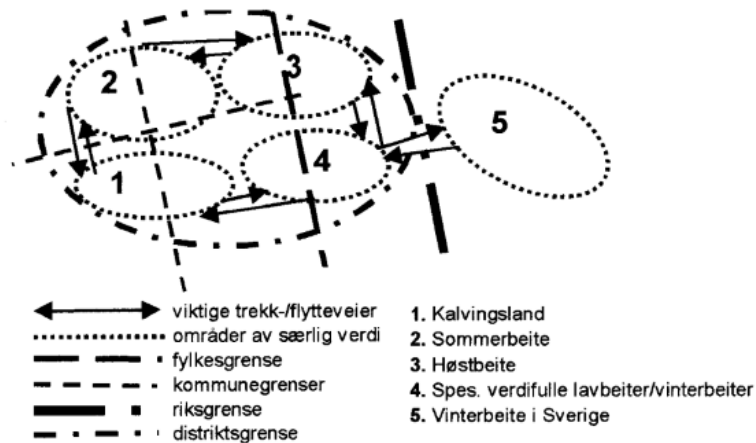 2
3
5
1
4
viktige trekk-/flytteveier
områder av særlig verdi
fylkesgrense
kommunegrenser
riksgrense
distriktsgrense
1. Kalvingsland
2. Sommerbeite
3. Høstbeite
4. Spes. verdifulle lavbeiter/vinterbeiter
5. Vinterbeite i Sverige